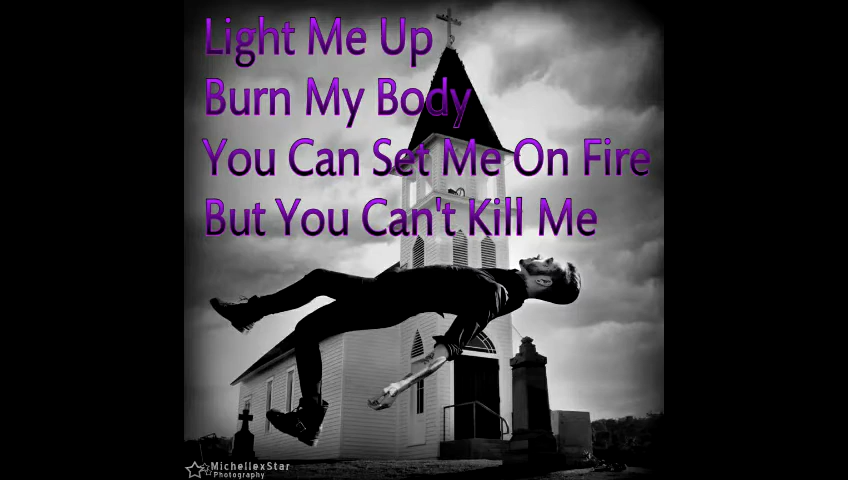 Light Me Up
Burn My Body
You Can Set Me On Fire
But You Can't Kill Me
MichellexStar
Photography